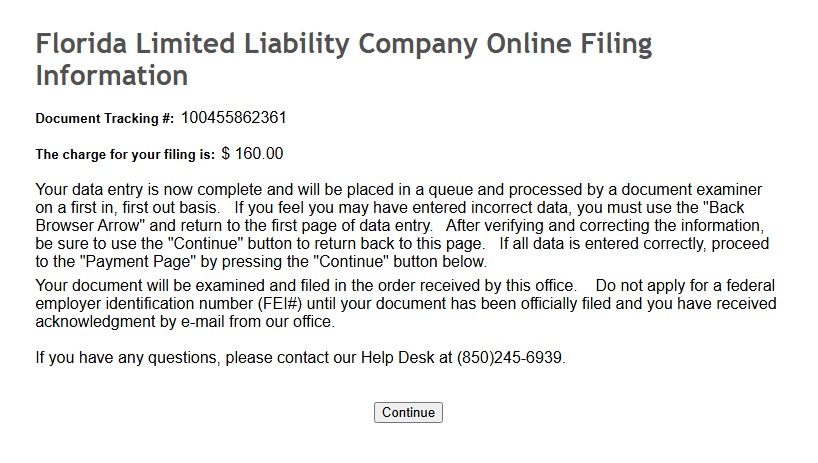 Florida Limited Liability Company Online Filing
Information
Document Tracking #: 100455862361
The charge for your filing is: $ 160.00
Your data entry is now complete and will be placed in a queue and processed by a document examiner
on a first in, first out basis. If you feel you may have entered incorrect data, you must use the "Back
Browser Arrow" and return to the first page of data entry. After verifying and correcting the information,
be sure to use the "Continue" button to return back to this page. If all data is entered correctly, proceed
to the "Payment Page" by pressing the "Continue" button below.
Your document will be examined and filed in the order received by this office. Do not apply for a federal
employer identification number (FEI#) until your document has been officially filed and you have received
acknowledgment by e-mail from our office.
If you have any questions, please contact our Help Desk at (850)245-6939.
Continue